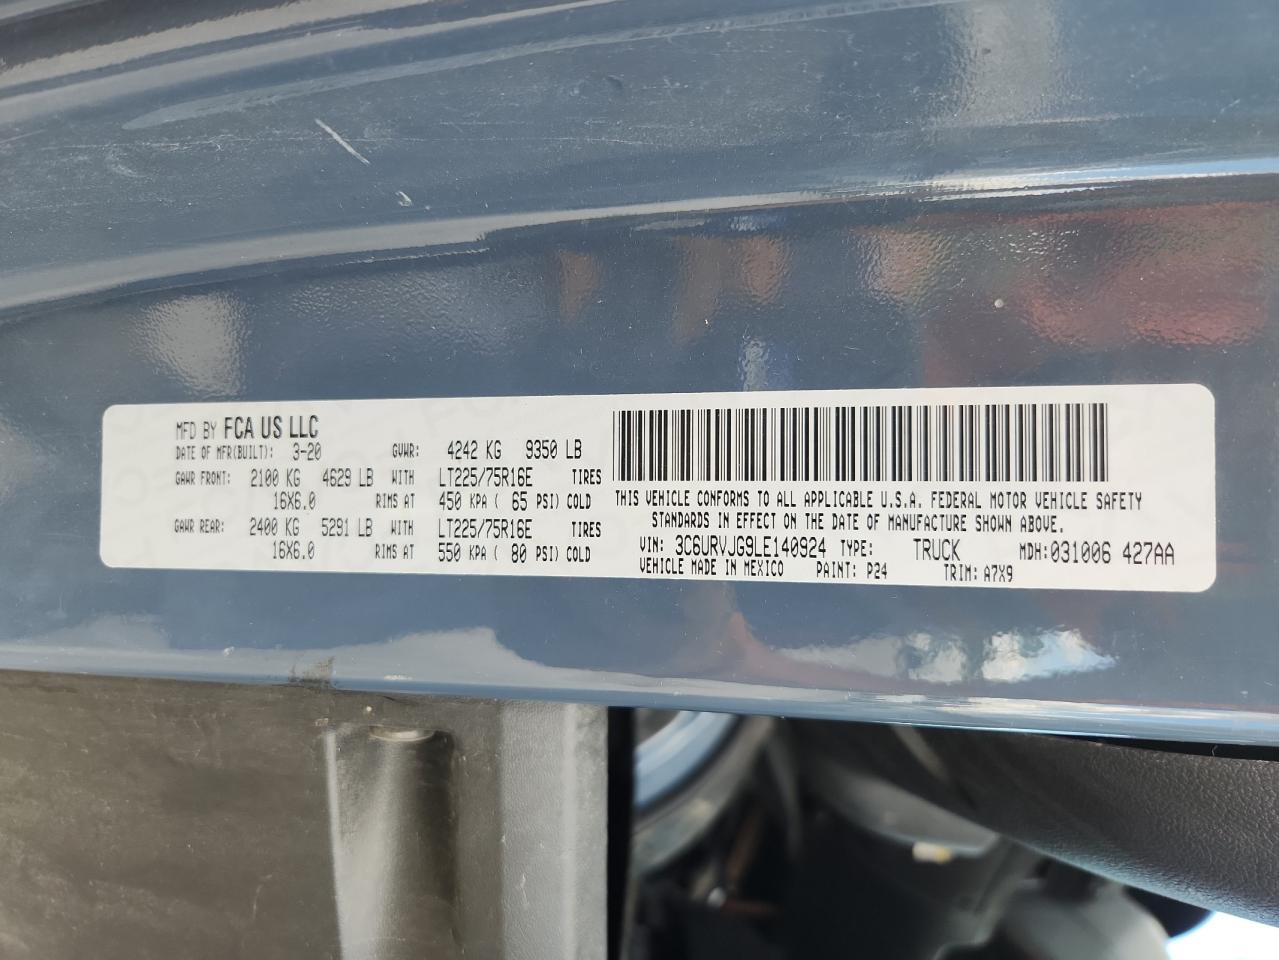 MFD BY FCA US LLC
DATE OF MFR(BUILT): 3-20 GVWR: 4242 KG 9350 LB
GAWR FRONT: 2100 KG 4629 LB WITH LT225/75R16E TIRES
16X6.0 RIMS AT 450 KPA ( 65 PSI) COLD
GAWR REAR: 2400 KG 5291 LB WITH LT225/75R16E TIRES
16X6.0 RIMS AT 550 KPA ( 80 PSI) COLD
THIS VEHICLE CONFORMS TO ALL APPLICABLE U.S.A. FEDERAL MOTOR VEHICLE SAFETY
STANDARDS IN EFFECT ON THE DATE OF MANUFACTURE SHOWN ABOVE.
VIN: 3C6URVJG9LE140924 TYPE: TRUCK MDH:031006 427AA
VEHICLE MADE IN MEXICO PAINT: P24 TRIM: A7X9